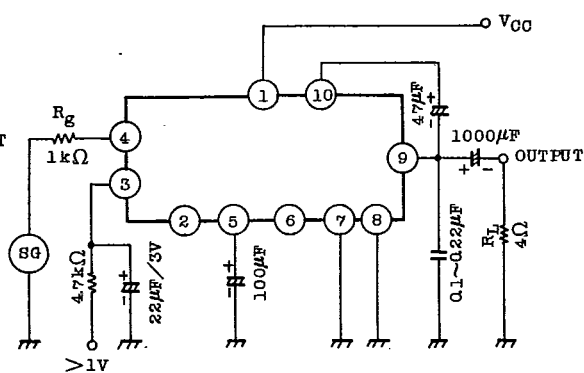 VCC
1
10
Rg
1kΩ
4
T
3
47μF
+
-
9
1000μF
+ -
OUTPUT
2
5
6
7
8
SG
4.7kΩ
+
-
22μF/3V
+
-
100μF
0.1~0.22μF
RL
4Ω
>1V